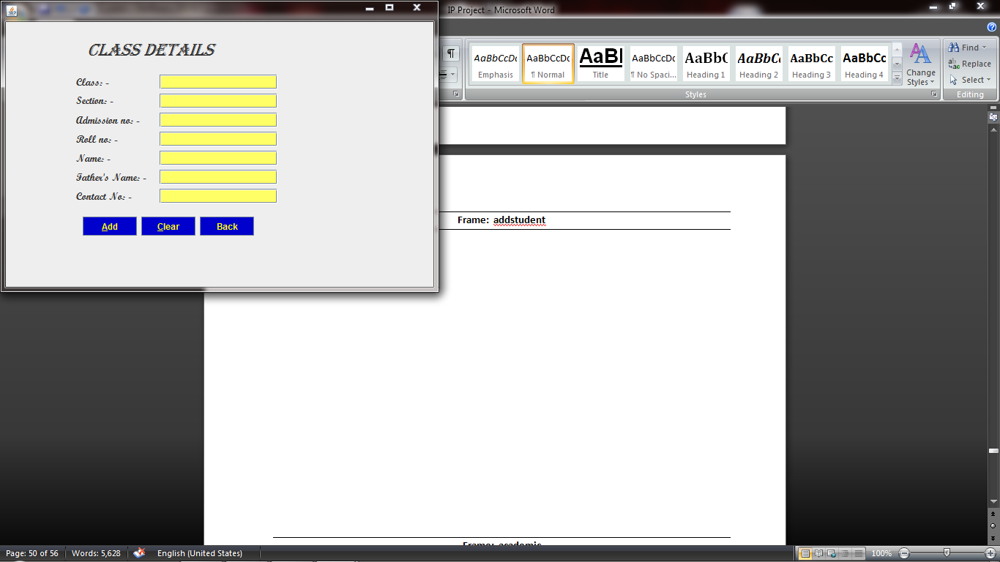 IP Project - Microsoft Word
CLASS DETAILS
Class: -
Section: -
Admission no: -
Roll no: -
Name: -
Father's Name: -
Contact No: -
Add Clear Back
¶
AaBbCcDc AaBbCcDc AaBl AaBbCcDc AaBbC AaBbCc AaBbCc AaBbCc
Emphasis ¶ Normal Title ¶ No Spaci... Heading 1 Heading 2 Heading 3 Heading 4
Change Styles
Styles
Find
Replace
Select
Editing
Frame: addstudent
Frame: academic
Page: 50 of 56 Words: 5,628 English (United States) 100%